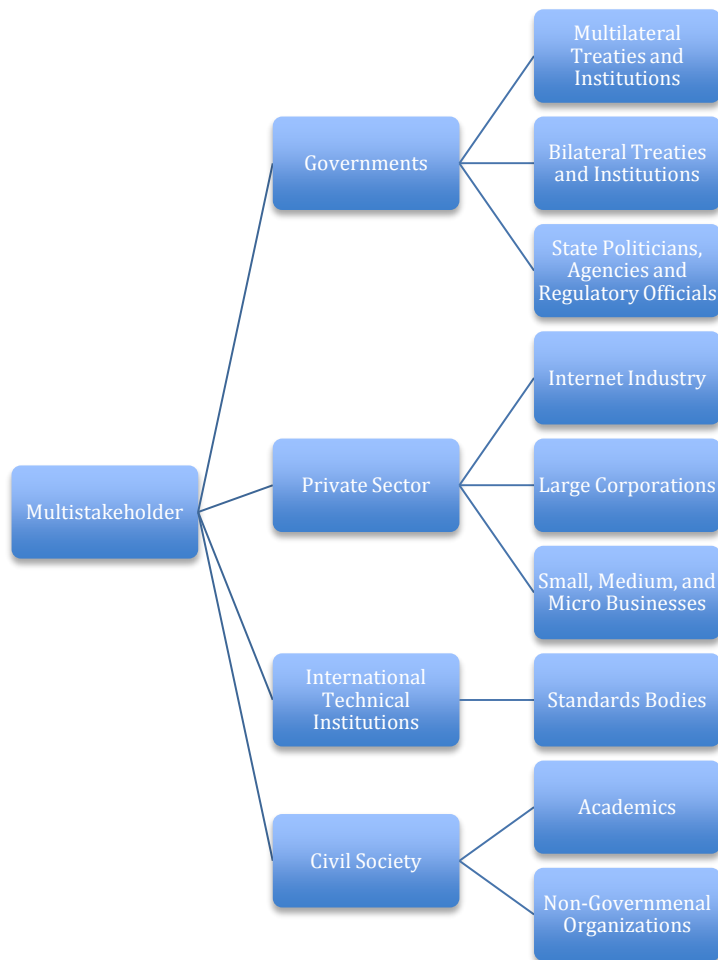 Multistakeholder
Governments
Multilateral
Treaties and
Institutions
Bilateral Treaties
and Institutions
State Politicians,
Agencies and
Regulatory Officials
Private Sector
Internet Industry
Large Corporations
Small, Medium, and
Micro Businesses
International
Technical
Institutions
Standards Bodies
Civil Society
Academics
Non-Governmenal
Organizations